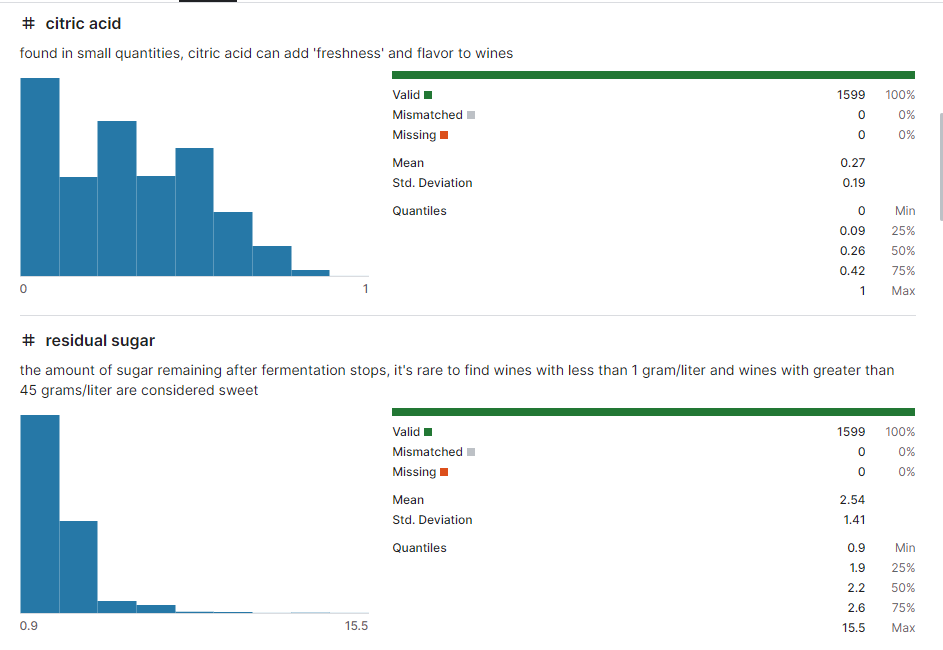 # citric acid
found in small quantities, citric acid can add 'freshness' and flavor to wines
Valid 1599 100%
Mismatched 0 0%
Missing 0 0%
Mean 0.27
Std. Deviation 0.19
Quantiles 0 Min
0.09 25%
0.26 50%
0.42 75%
1 Max
0 1
# residual sugar
the amount of sugar remaining after fermentation stops, it's rare to find wines with less than 1 gram/liter and wines with greater than
45 grams/liter are considered sweet
Valid 1599 100%
Mismatched 0 0%
Missing 0 0%
Mean 2.54
Std. Deviation 1.41
Quantiles 0.9 Min
1.9 25%
2.2 50%
2.6 75%
15.5 Max
0.9 15.5